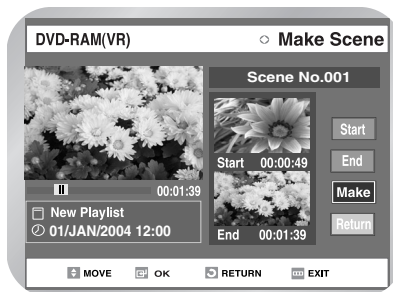 DVD-RAM(VR)
Make Scene
Scene No.001
00:01:39
New Playlist
01/JAN/2004 12:00
Start 00:00:49
End 00:01:39
Start
End
Make
Return
MOVE OK RETURN EXIT